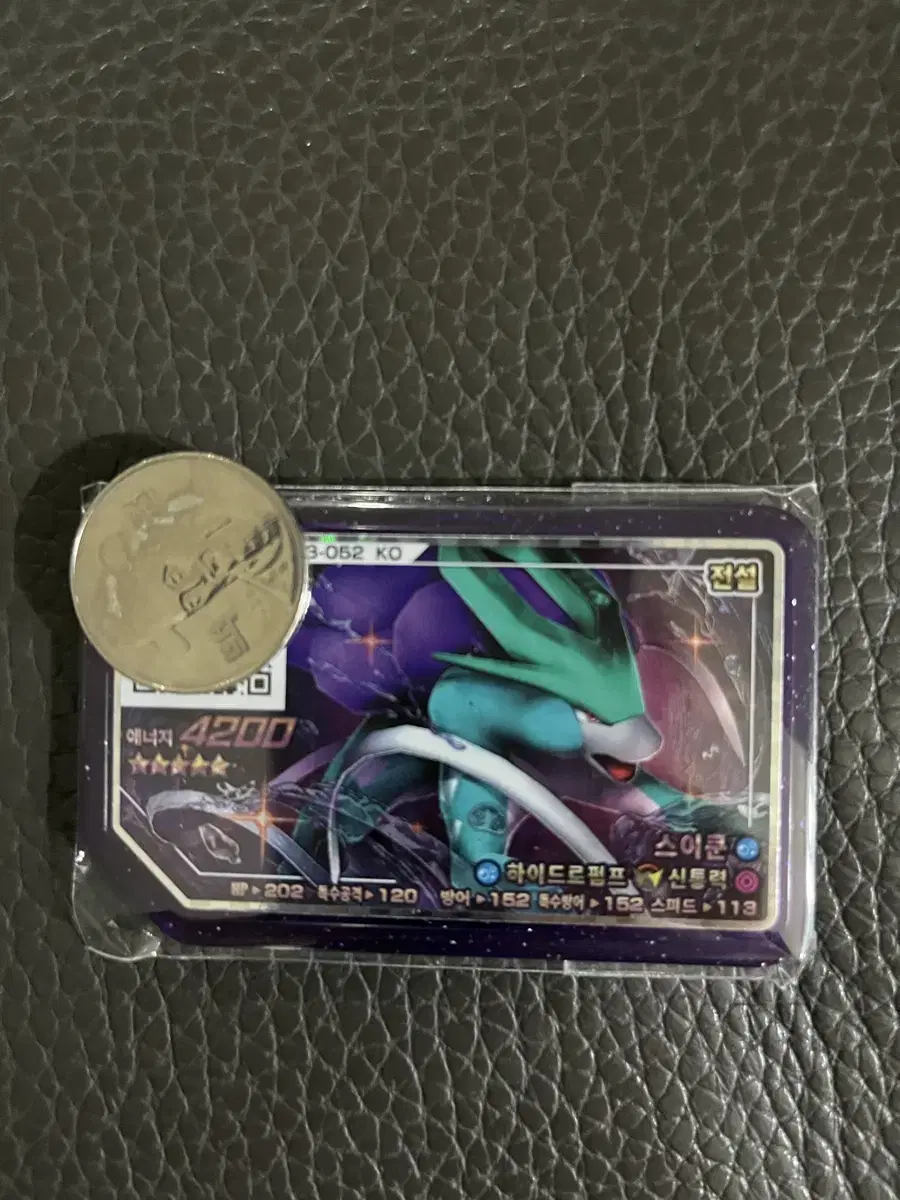 3-052 KO
전설
에너지 4200
스이쿤
하이드로펌프 신통력
HP ▸ 202 특수공격 ▸ 120 방어 ▸ 152 특수방어 ▸ 152 스피드 ▸ 113